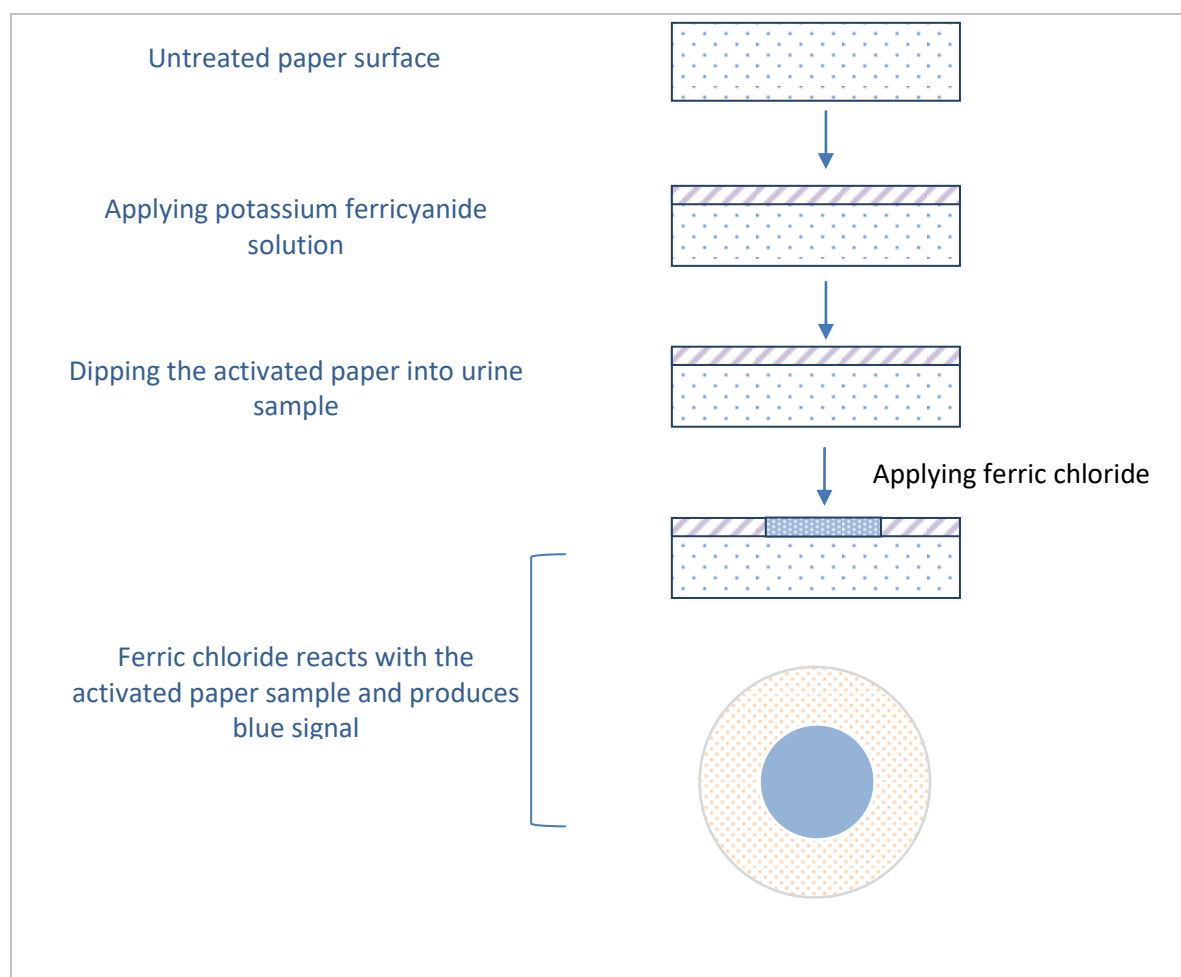 Untreated paper surface
Applying potassium ferricyanide
solution
Dipping the activated paper into urine
sample
Applying ferric chloride
Ferric chloride reacts with the
activated paper sample and produces
blue signal